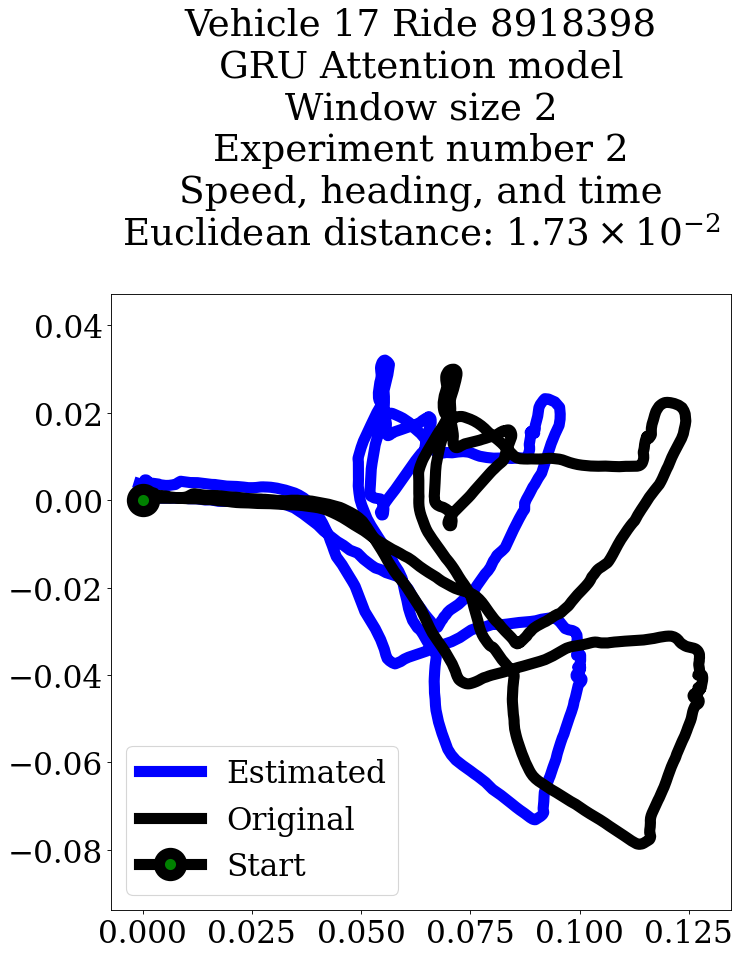 Vehicle 17 Ride 8918398
GRU Attention model
Window size 2
Experiment number 2
Speed, heading, and time
Euclidean distance: 1.73 × 10⁻²
0.04
0.02
0.00
−0.02
−0.04
−0.06
−0.08
Estimated
Original
Start
0.000 0.025 0.050 0.075 0.100 0.125